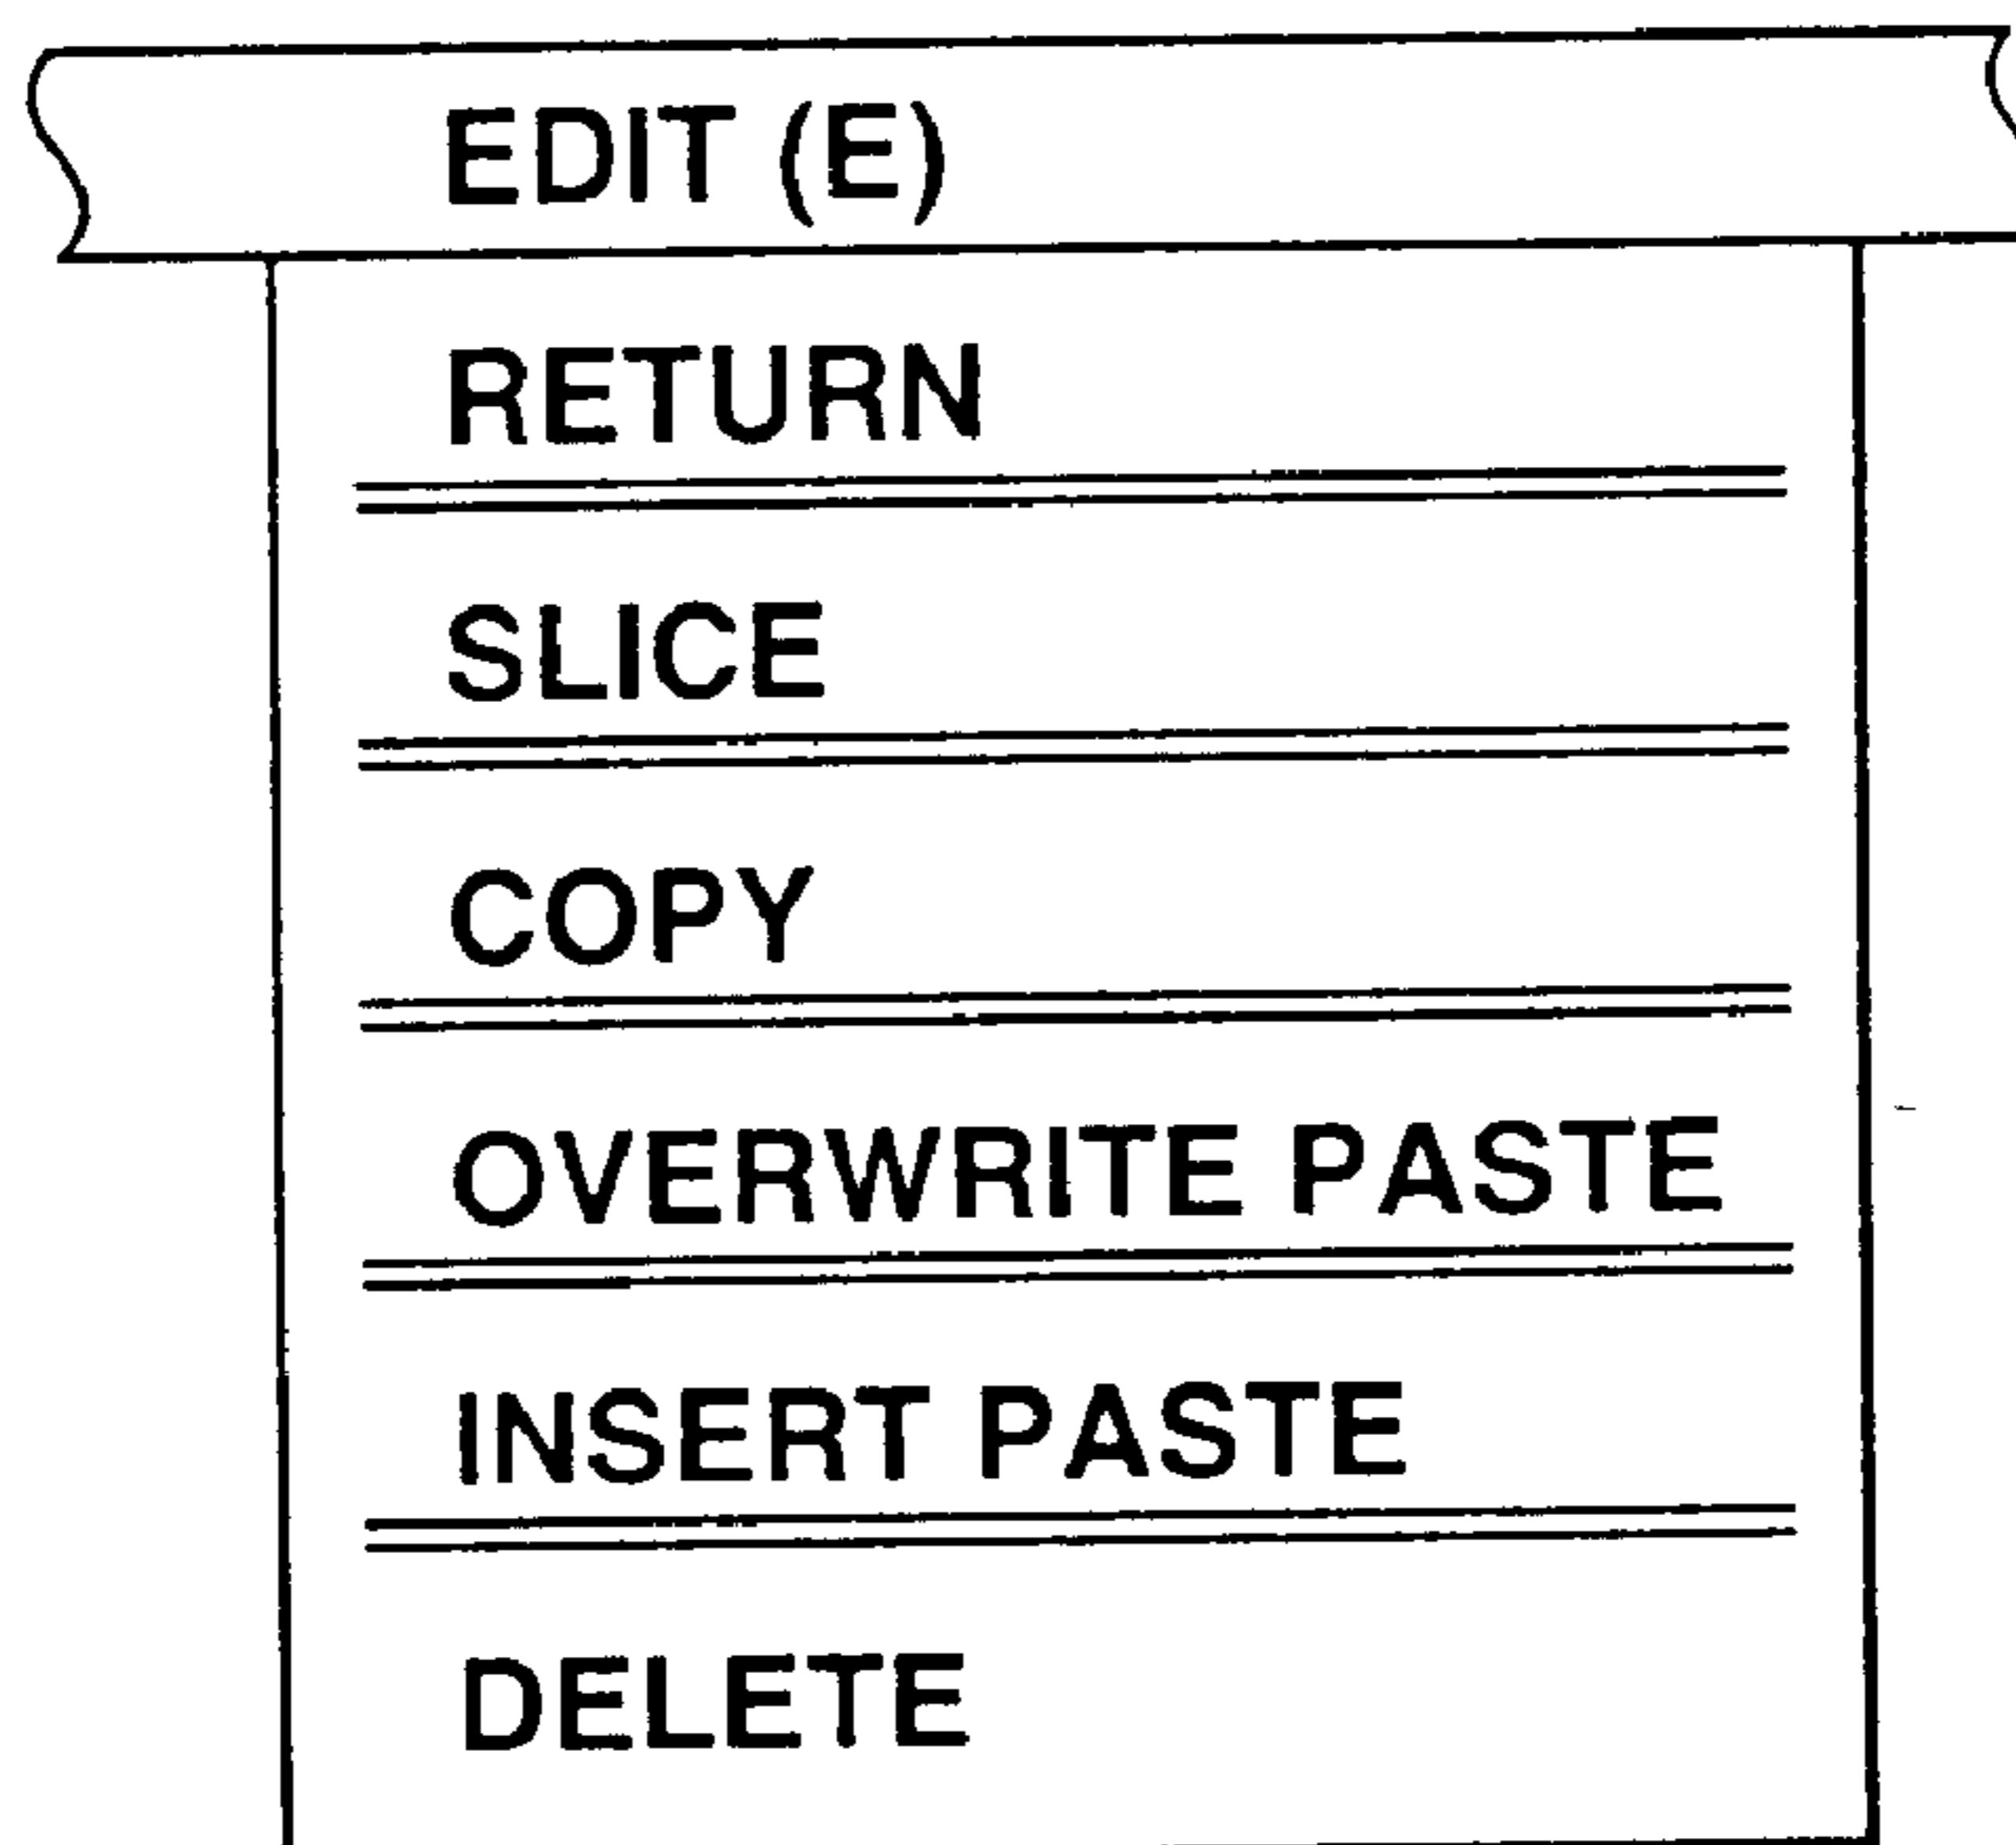 EDIT (E)
RETURN
SLICE
COPY
OVERWRITE PASTE
INSERT PASTE
DELETE